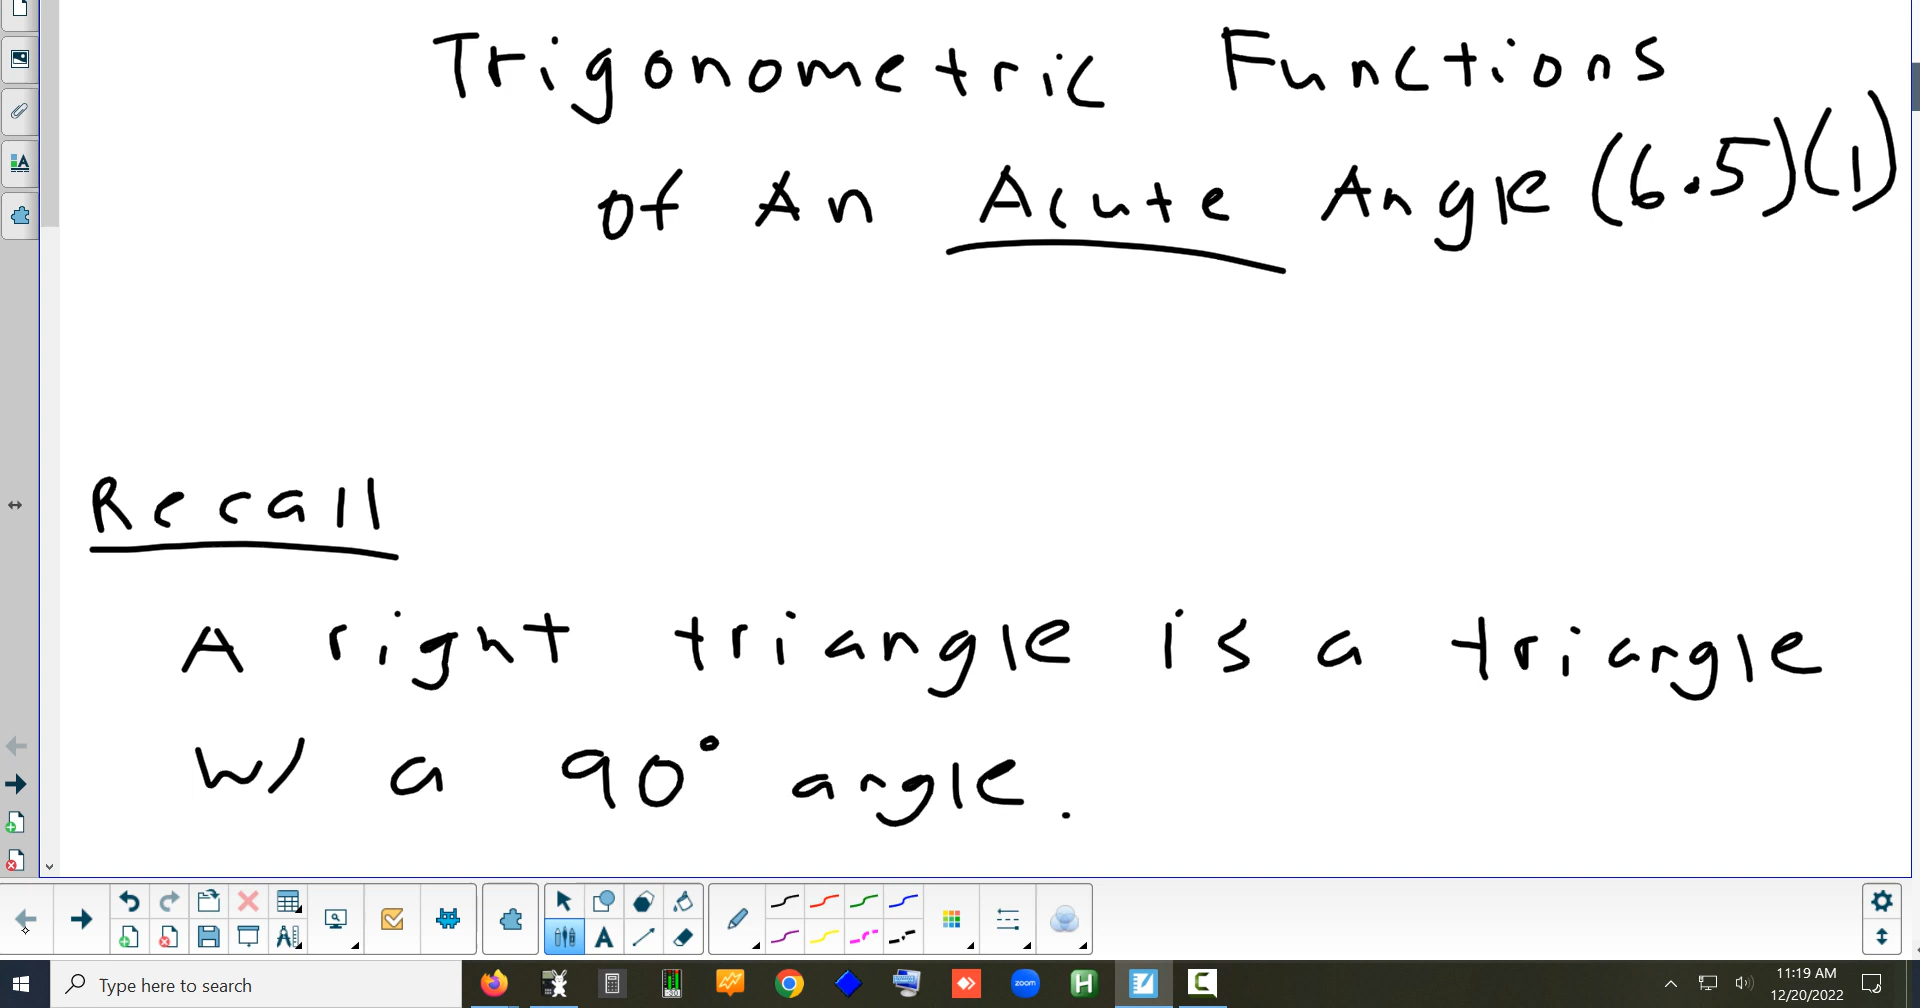 Trigonometric Functions
of An Acute Angle (6.5)(1)
Recall
A right triangle is a triangle
w/ a 90° angle.
Type here to search
zoom
11:19 AM
12/20/2022